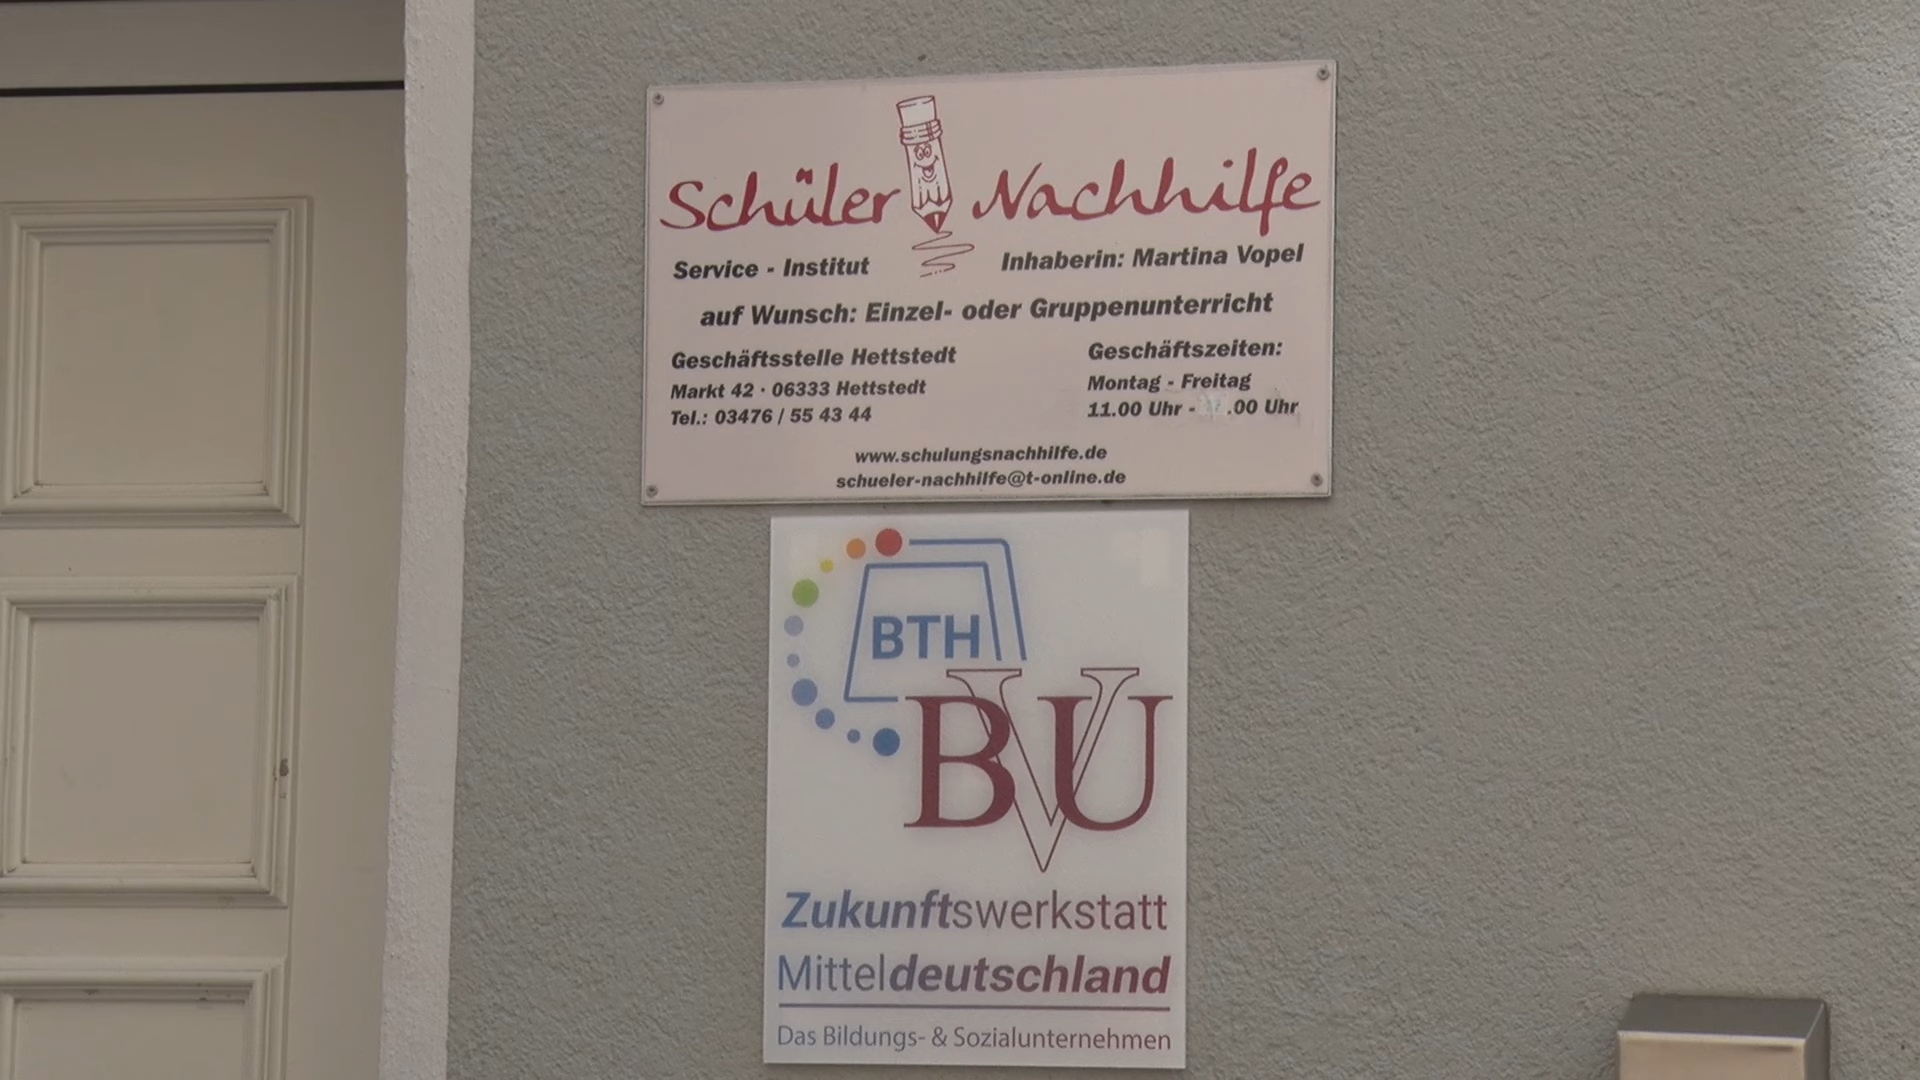 Schüler Nachhilfe
Service - Institut
Inhaberin: Martina Vopel
auf Wunsch: Einzel- oder Gruppenunterricht
Geschäftsstelle Hettstedt
Markt 42 · 06333 Hettstedt
Tel.: 03476 / 55 43 44
Geschäftszeiten:
Montag - Freitag
11.00 Uhr - .00 Uhr
www.schulungsnachhilfe.de
schueler-nachhilfe@t-online.de
BTH
BVU
Zukunftswerkstatt
Mitteldeutschland
Das Bildungs- & Sozialunternehmen